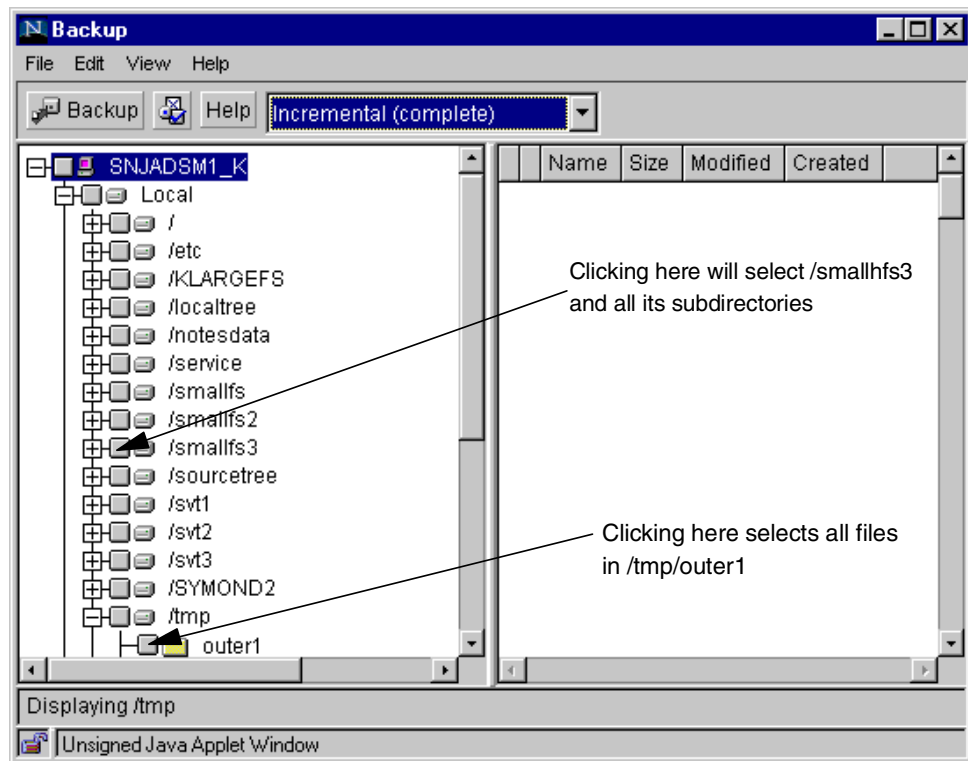 Backup
File Edit View Help
Backup Help Incremental (complete)
SNJADSM1_K
Local
/
/etc
/KLARGEFS
/localtree
/notesdata
/service
/smallfs
/smallfs2
/smallfs3
/sourcetree
/svt1
/svt2
/svt3
/SYMOND2
/tmp
outer1
Name Size Modified Created
Clicking here will select /smallhfs3
and all its subdirectories
Clicking here selects all files
in /tmp/outer1
Displaying /tmp
Unsigned Java Applet Window